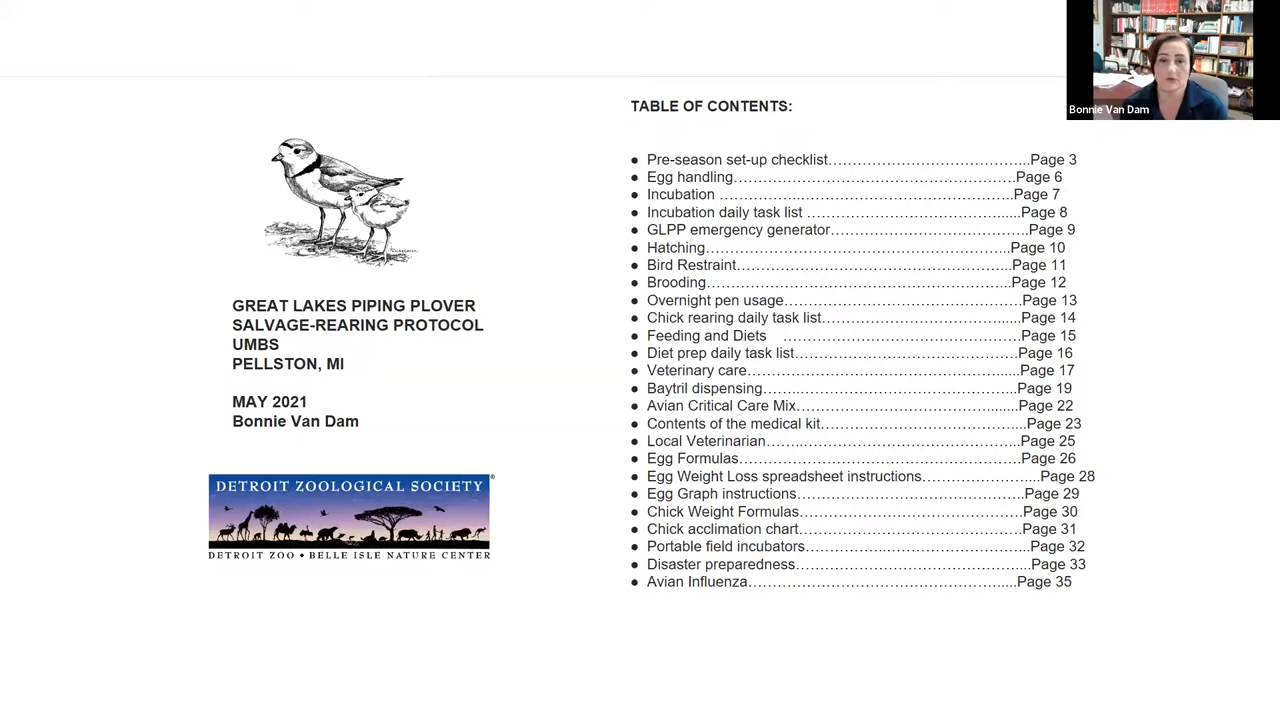 Bonnie Van Dam
GREAT LAKES PIPING PLOVER
SALVAGE-REARING PROTOCOL
UMBS
PELLSTON, MI
MAY 2021
Bonnie Van Dam
DETROIT ZOOLOGICAL SOCIETY®
DETROIT ZOO • BELLE ISLE NATURE CENTER
TABLE OF CONTENTS:
● Pre-season set-up checklist…………………………………...Page 3
● Egg handling……………………………………………Page 6
● Incubation ……………………………………………...Page 7
● Incubation daily task list …………………………………...Page 8
● GLPP emergency generator………………………………Page 9
● Hatching………………………………………………...Page 10
● Bird Restraint…………………………………………...Page 11
● Brooding………………………………………………...Page 12
● Overnight pen usage……………………………………Page 13
● Chick rearing daily task list……………………………......Page 14
● Feeding and Diets ……………………………………Page 15
● Diet prep daily task list…………………………………...Page 16
● Veterinary care………………………………………......Page 17
● Baytril dispensing………………………………………...Page 19
● Avian Critical Care Mix……………………………........Page 22
● Contents of the medical kit………………………………...Page 23
● Local Veterinarian……..………………………………...Page 25
● Egg Formulas……………………………………………Page 26
● Egg Weight Loss spreadsheet instructions………………....Page 28
● Egg Graph instructions……………………………………Page 29
● Chick Weight Formulas……………………………………Page 30
● Chick acclimation chart……………………………………Page 31
● Portable field incubators…………..……………………...Page 32
● Disaster preparedness…………………………………...Page 33
● Avian Influenza……………………………………….....Page 35